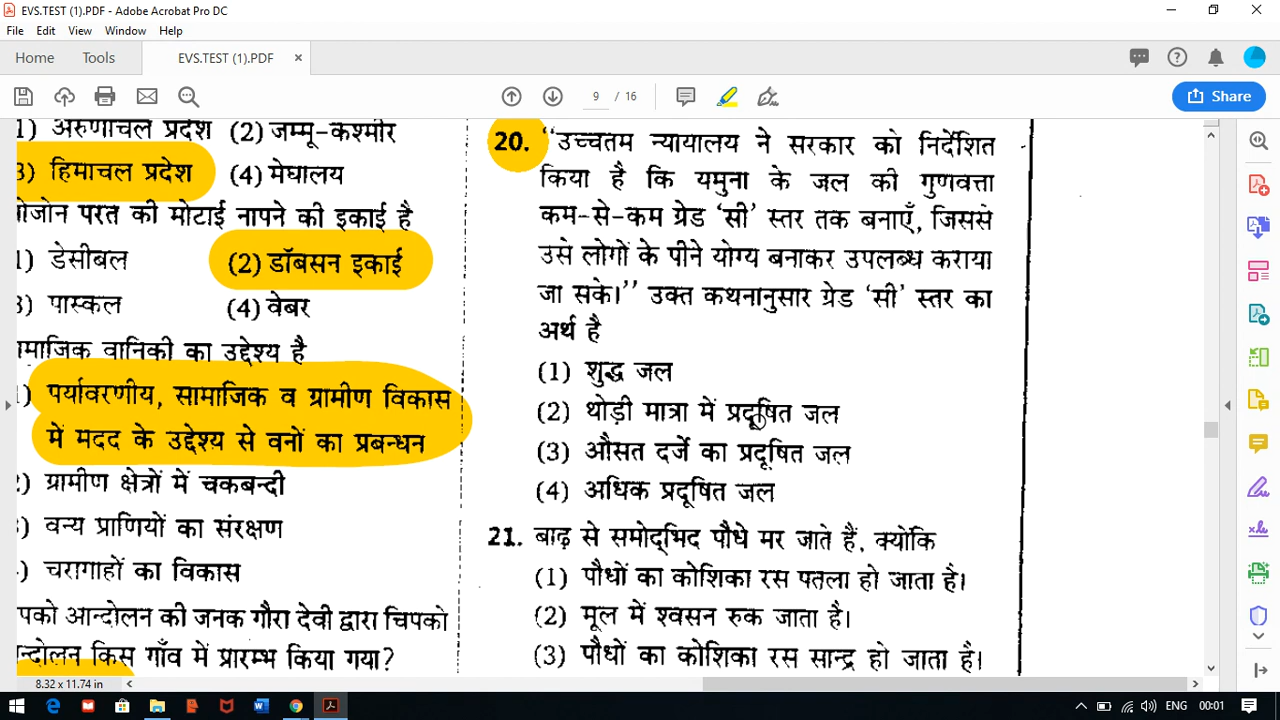 EVS.TEST (1).PDF - Adobe Acrobat Pro DC
File Edit View Window Help
Home Tools EVS.TEST (1).PDF ×
9 / 16
Share
1) अरुणाचल प्रदेश (2) जम्मू-कश्मीर
3) हिमाचल प्रदेश (4) मेघालय
ोजोन परत की मोटाई नापने की इकाई है
1) डेसीबल (2) डॉबसन इकाई
3) पास्कल (4) वेबर
ामाजिक वानिकी का उद्देश्य है
1) पर्यावरणीय, सामाजिक व ग्रामीण विकास
में मदद के उद्देश्य से वनों का प्रबन्धन
2) ग्रामीण क्षेत्रों में चकबन्दी
3) वन्य प्राणियों का संरक्षण
) चरागाहों का विकास
पको आन्दोलन की जनक गौरा देवी द्वारा चिपको
न्दोलन किस गाँव में प्रारम्भ किया गया?
20. ‘‘उच्चतम न्यायालय ने सरकार को निर्देशित
किया है कि यमुना के जल की गुणवत्ता
कम-से-कम ग्रेड ‘सी’ स्तर तक बनाएँ, जिससे
उसे लोगों के पीने योग्य बनाकर उपलब्ध कराया
जा सके।’’ उक्त कथनानुसार ग्रेड ‘सी’ स्तर का
अर्थ है
(1) शुद्ध जल
(2) थोड़ी मात्रा में प्रदूषित जल
(3) औसत दर्जे का प्रदूषित जल
(4) अधिक प्रदूषित जल
21. बाढ़ से समोद्भिद पौधे मर जाते हैं, क्योंकि
(1) पौधों का कोशिका रस पतला हो जाता है।
(2) मूल में श्वसन रुक जाता है।
(3) पौधों का कोशिका रस सान्द्र हो जाता है।
8.32 x 11.74 in
ENG 00:01